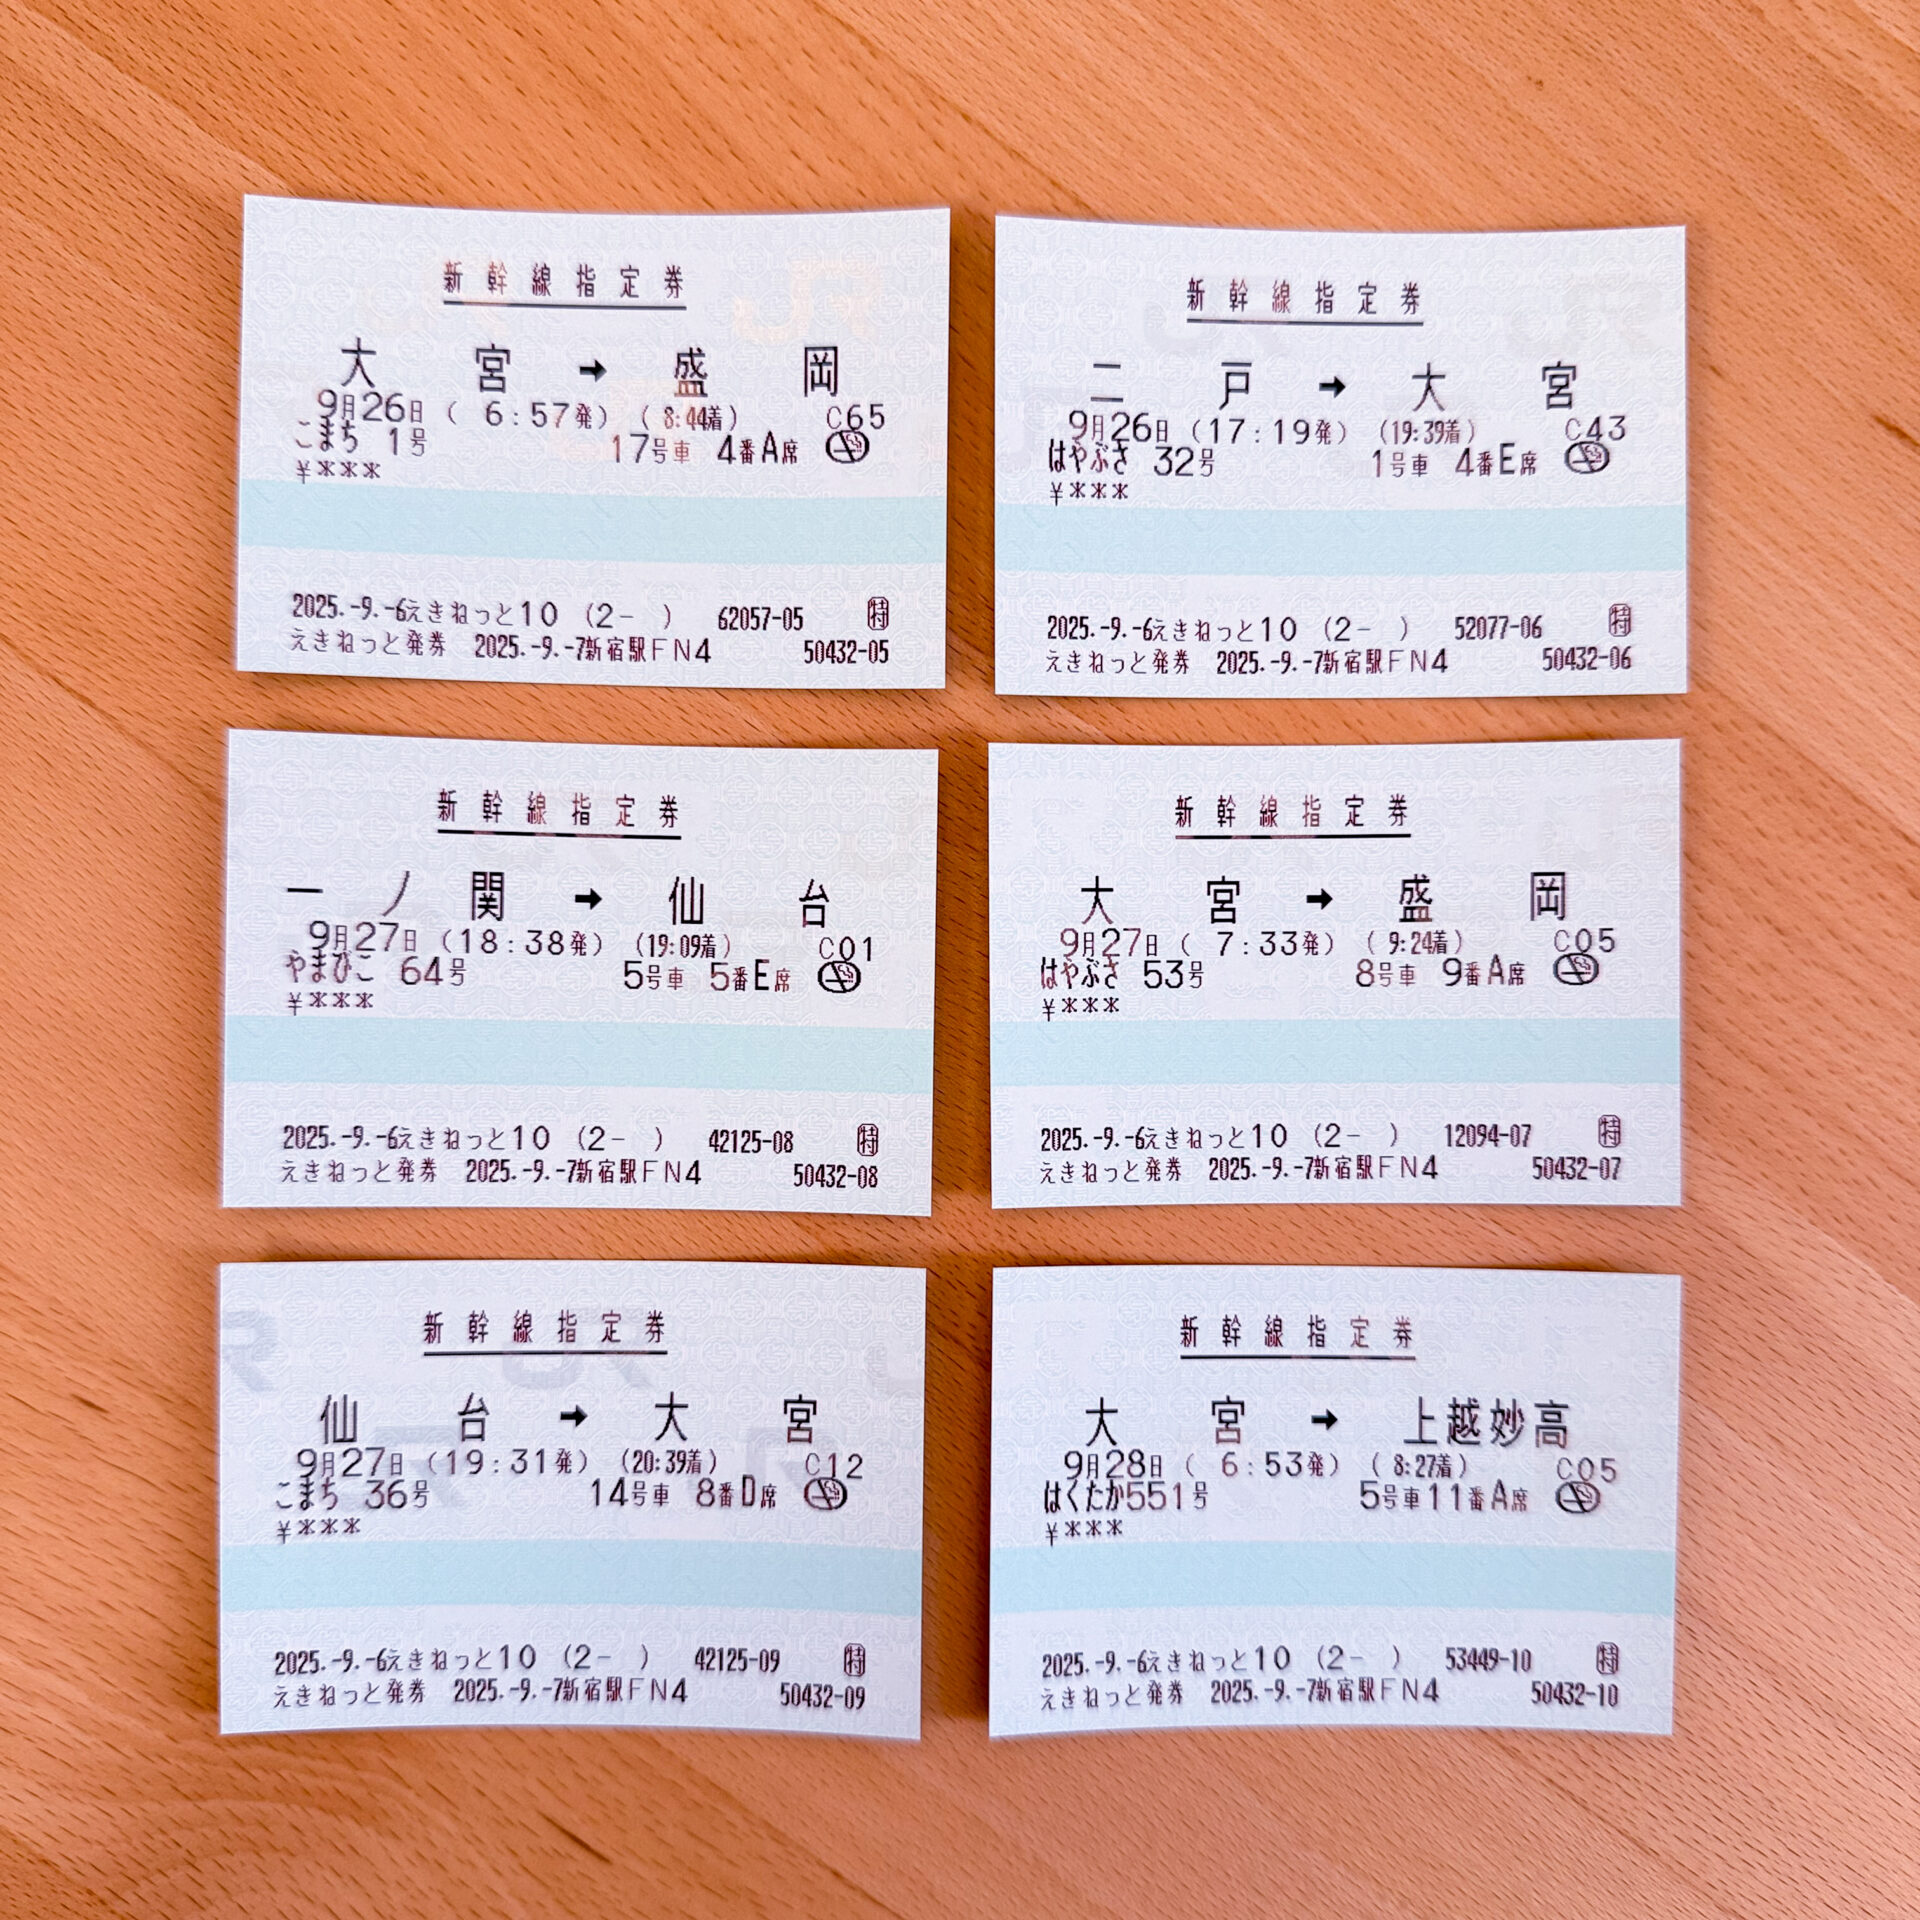 新幹線指定券
大宮 → 盛岡
9月26日 ( 6:57発) ( 8:44着) C65
こまち 1号 17号車 4番A席
¥***
2025.-9.-6えきねっと10 (2- ) 62057-05 特
えきねっと発券 2025.-9.-7新宿駅FN4 50432-05
新幹線指定券
二戸 → 大宮
9月26日 (17:19発) (19:39着) C43
はやぶさ 32号 1号車 4番E席
¥***
2025.-9.-6えきねっと10 (2- ) 52077-06 特
えきねっと発券 2025.-9.-7新宿駅FN4 50432-06
新幹線指定券
一ノ関 → 仙台
9月27日 (18:38発) (19:09着) C01
やまびこ 64号 5号車 5番E席
¥***
2025.-9.-6えきねっと10 (2- ) 42125-08 特
えきねっと発券 2025.-9.-7新宿駅FN4 50432-08
新幹線指定券
大宮 → 盛岡
9月27日 ( 7:33発) ( 9:24着) C05
はやぶさ 53号 8号車 9番A席
¥***
2025.-9.-6えきねっと10 (2- ) 12094-07 特
えきねっと発券 2025.-9.-7新宿駅FN4 50432-07
新幹線指定券
仙台 → 大宮
9月27日 (19:31発) (20:39着) C12
こまち 36号 14号車 8番D席
¥***
2025.-9.-6えきねっと10 (2- ) 42125-09 特
えきねっと発券 2025.-9.-7新宿駅FN4 50432-09
新幹線指定券
大宮 → 上越妙高
9月28日 ( 6:53発) ( 8:27着) C05
はくたか551号 5号車11番A席
¥***
2025.-9.-6えきねっと10 (2- ) 53449-10 特
えきねっと発券 2025.-9.-7新宿駅FN4 50432-10